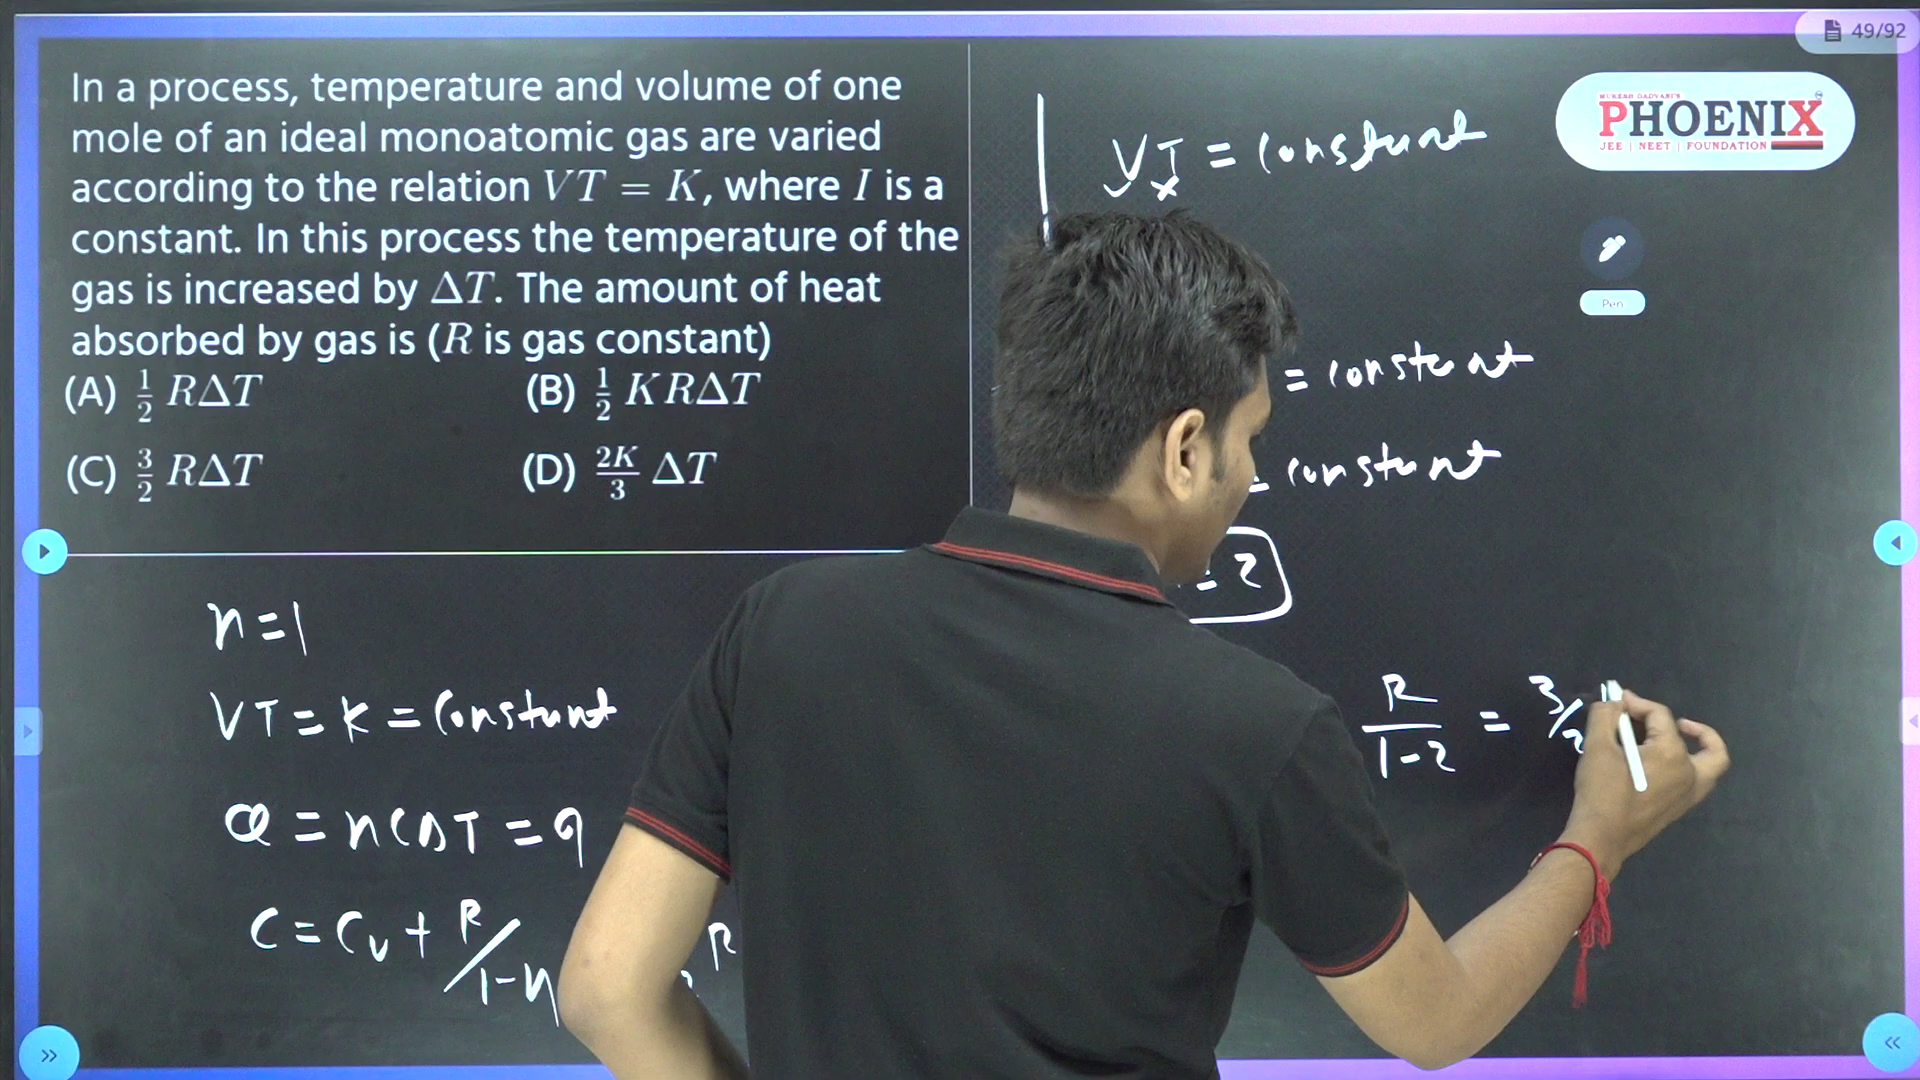 49/92
In a process, temperature and volume of one
mole of an ideal monoatomic gas are varied
according to the relation VT = K, where I is a
constant. In this process the temperature of the
gas is increased by ΔT. The amount of heat
absorbed by gas is (R is gas constant)
(A) 1/2 RΔT (B) 1/2 KRΔT
(C) 3/2 RΔT (D) 2K/3 ΔT
n=1
VT = K = constant
Q = nCΔT = 9
C = Cv + R/1-n
R
VT = constant
= constant
= constant
= 2
R/1-2 = 3/2
MUKESH DADVANI'S
PHOENIX
JEE | NEET | FOUNDATION
Pen